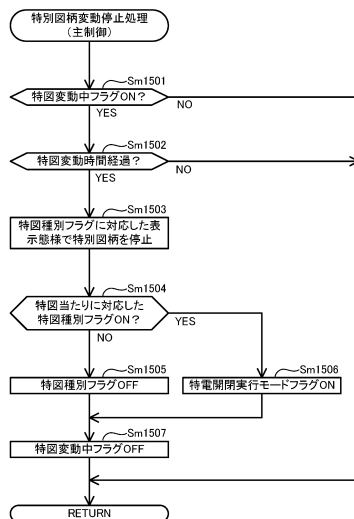 特別図柄変動停止処理
(主制御)
Sm1501
特図変動中フラグON？
NO
YES
Sm1502
特図変動時間経過？
NO
YES
Sm1503
特図種別フラグに対応した表
示態様で特別図柄を停止
Sm1504
特図当たりに対応した
特図種別フラグON？
YES
NO
Sm1505
特図種別フラグOFF
Sm1506
特電開閉実行モードフラグON
Sm1507
特図変動中フラグOFF
RETURN